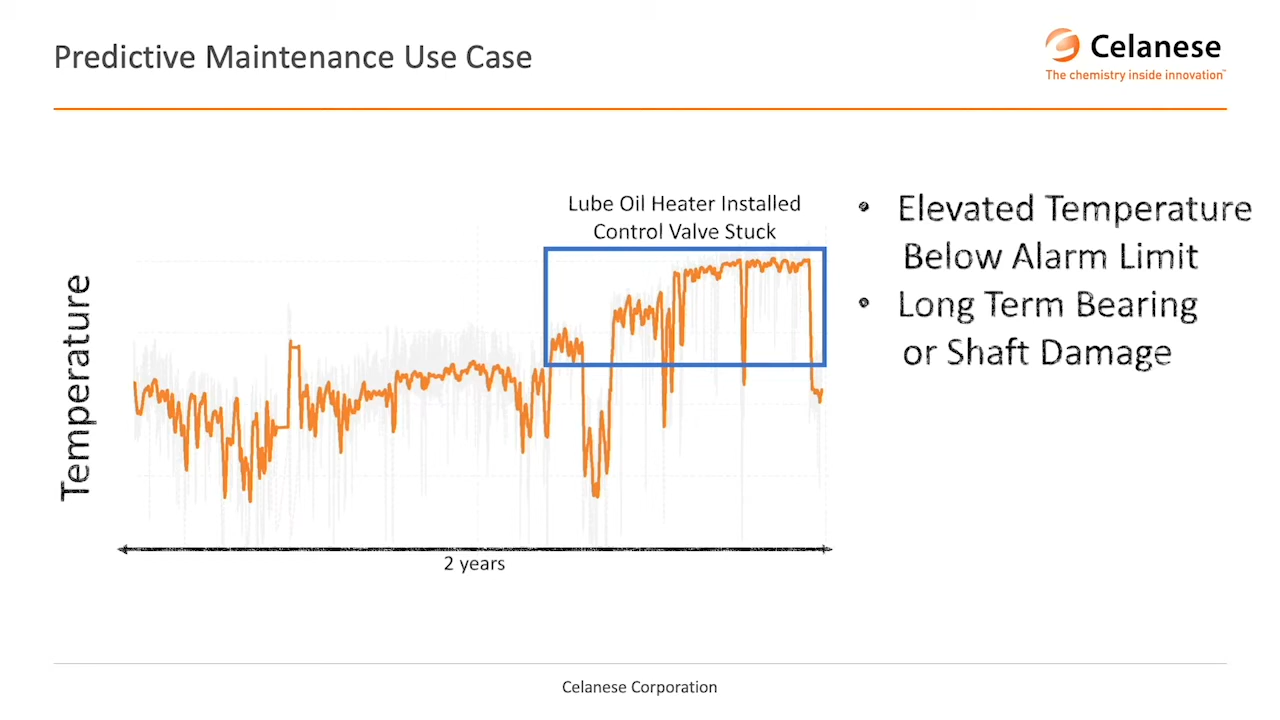 Predictive Maintenance Use Case
Celanese
The chemistry inside innovation™
Lube Oil Heater Installed
Control Valve Stuck
Temperature
2 years
• Elevated Temperature
Below Alarm Limit
• Long Term Bearing
or Shaft Damage
Celanese Corporation